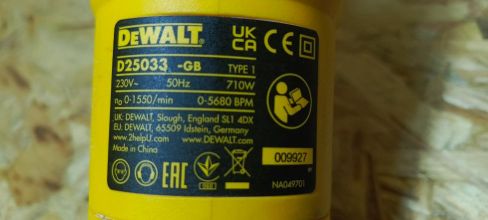 DEWALT
UK
CA CE
D25033 -GB TYPE 1
230V~ 50Hz 710W
n0 0-1550/min 0-5680 BPM
UK: DEWALT, Slough, England SL1 4DX
EU: DEWALT, 65509 Idstein, Germany
www.2helpU.com www.DEWALT.com
Made in China
009927
EAC
NA049701